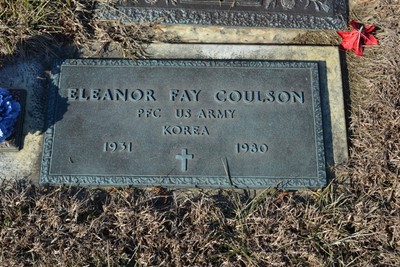 ELEANOR FAY COULSON
PFC US ARMY
KOREA
1931 1980